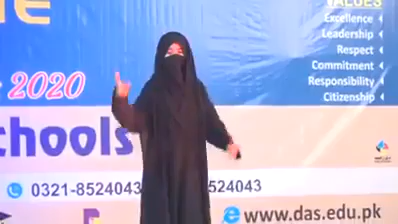 VALUES
Excellence
Leadership
Respect
Commitment
Responsibility
Citizenship
2020
chools
0321-8524043
524043
www.das.edu.pk